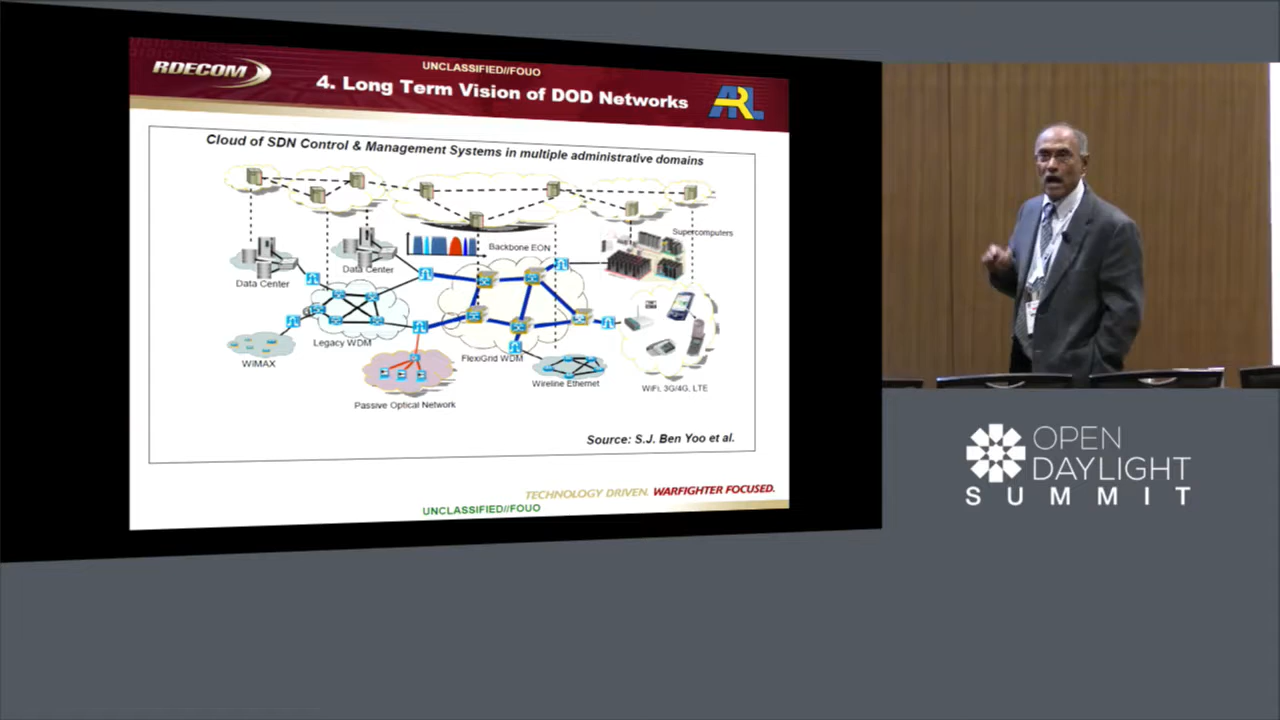 RDECOM
UNCLASSIFIED//FOUO
4. Long Term Vision of DOD Networks
ARL
Cloud of SDN Control & Management Systems in multiple administrative domains
Supercomputers
Backbone EON
Data Center
Data Center
Legacy WDM
FlexiGrid WDM
WIMAX
Wireline Ethernet
WiFi, 3G/4G, LTE
Passive Optical Network
Source: S.J. Ben Yoo et al.
TECHNOLOGY DRIVEN. WARFIGHTER FOCUSED.
UNCLASSIFIED//FOUO
OPEN
DAYLIGHT
SUMMIT